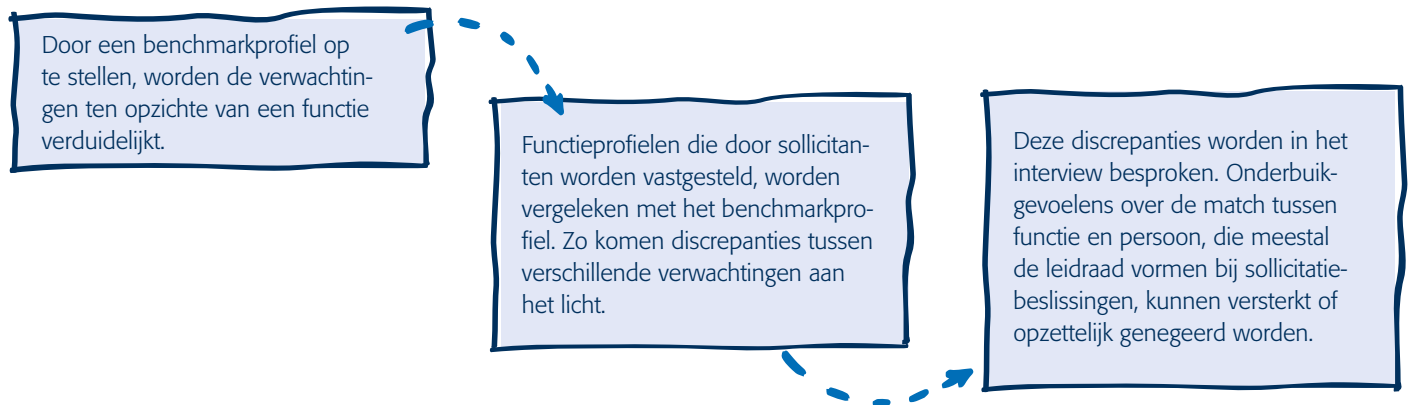 Door een benchmarkprofiel op
te stellen, worden de verwachtin-
gen ten opzichte van een functie
verduidelijkt.
Functieprofielen die door sollicitan-
ten worden vastgesteld, worden
vergeleken met het benchmarkpro-
fiel. Zo komen discrepanties tussen
verschillende verwachtingen aan
het licht.
Deze discrepanties worden in het
interview besproken. Onderbuik-
gevoelens over de match tussen
functie en persoon, die meestal
de leidraad vormen bij sollicitatie-
beslissingen, kunnen versterkt of
opzettelijk genegeerd worden.